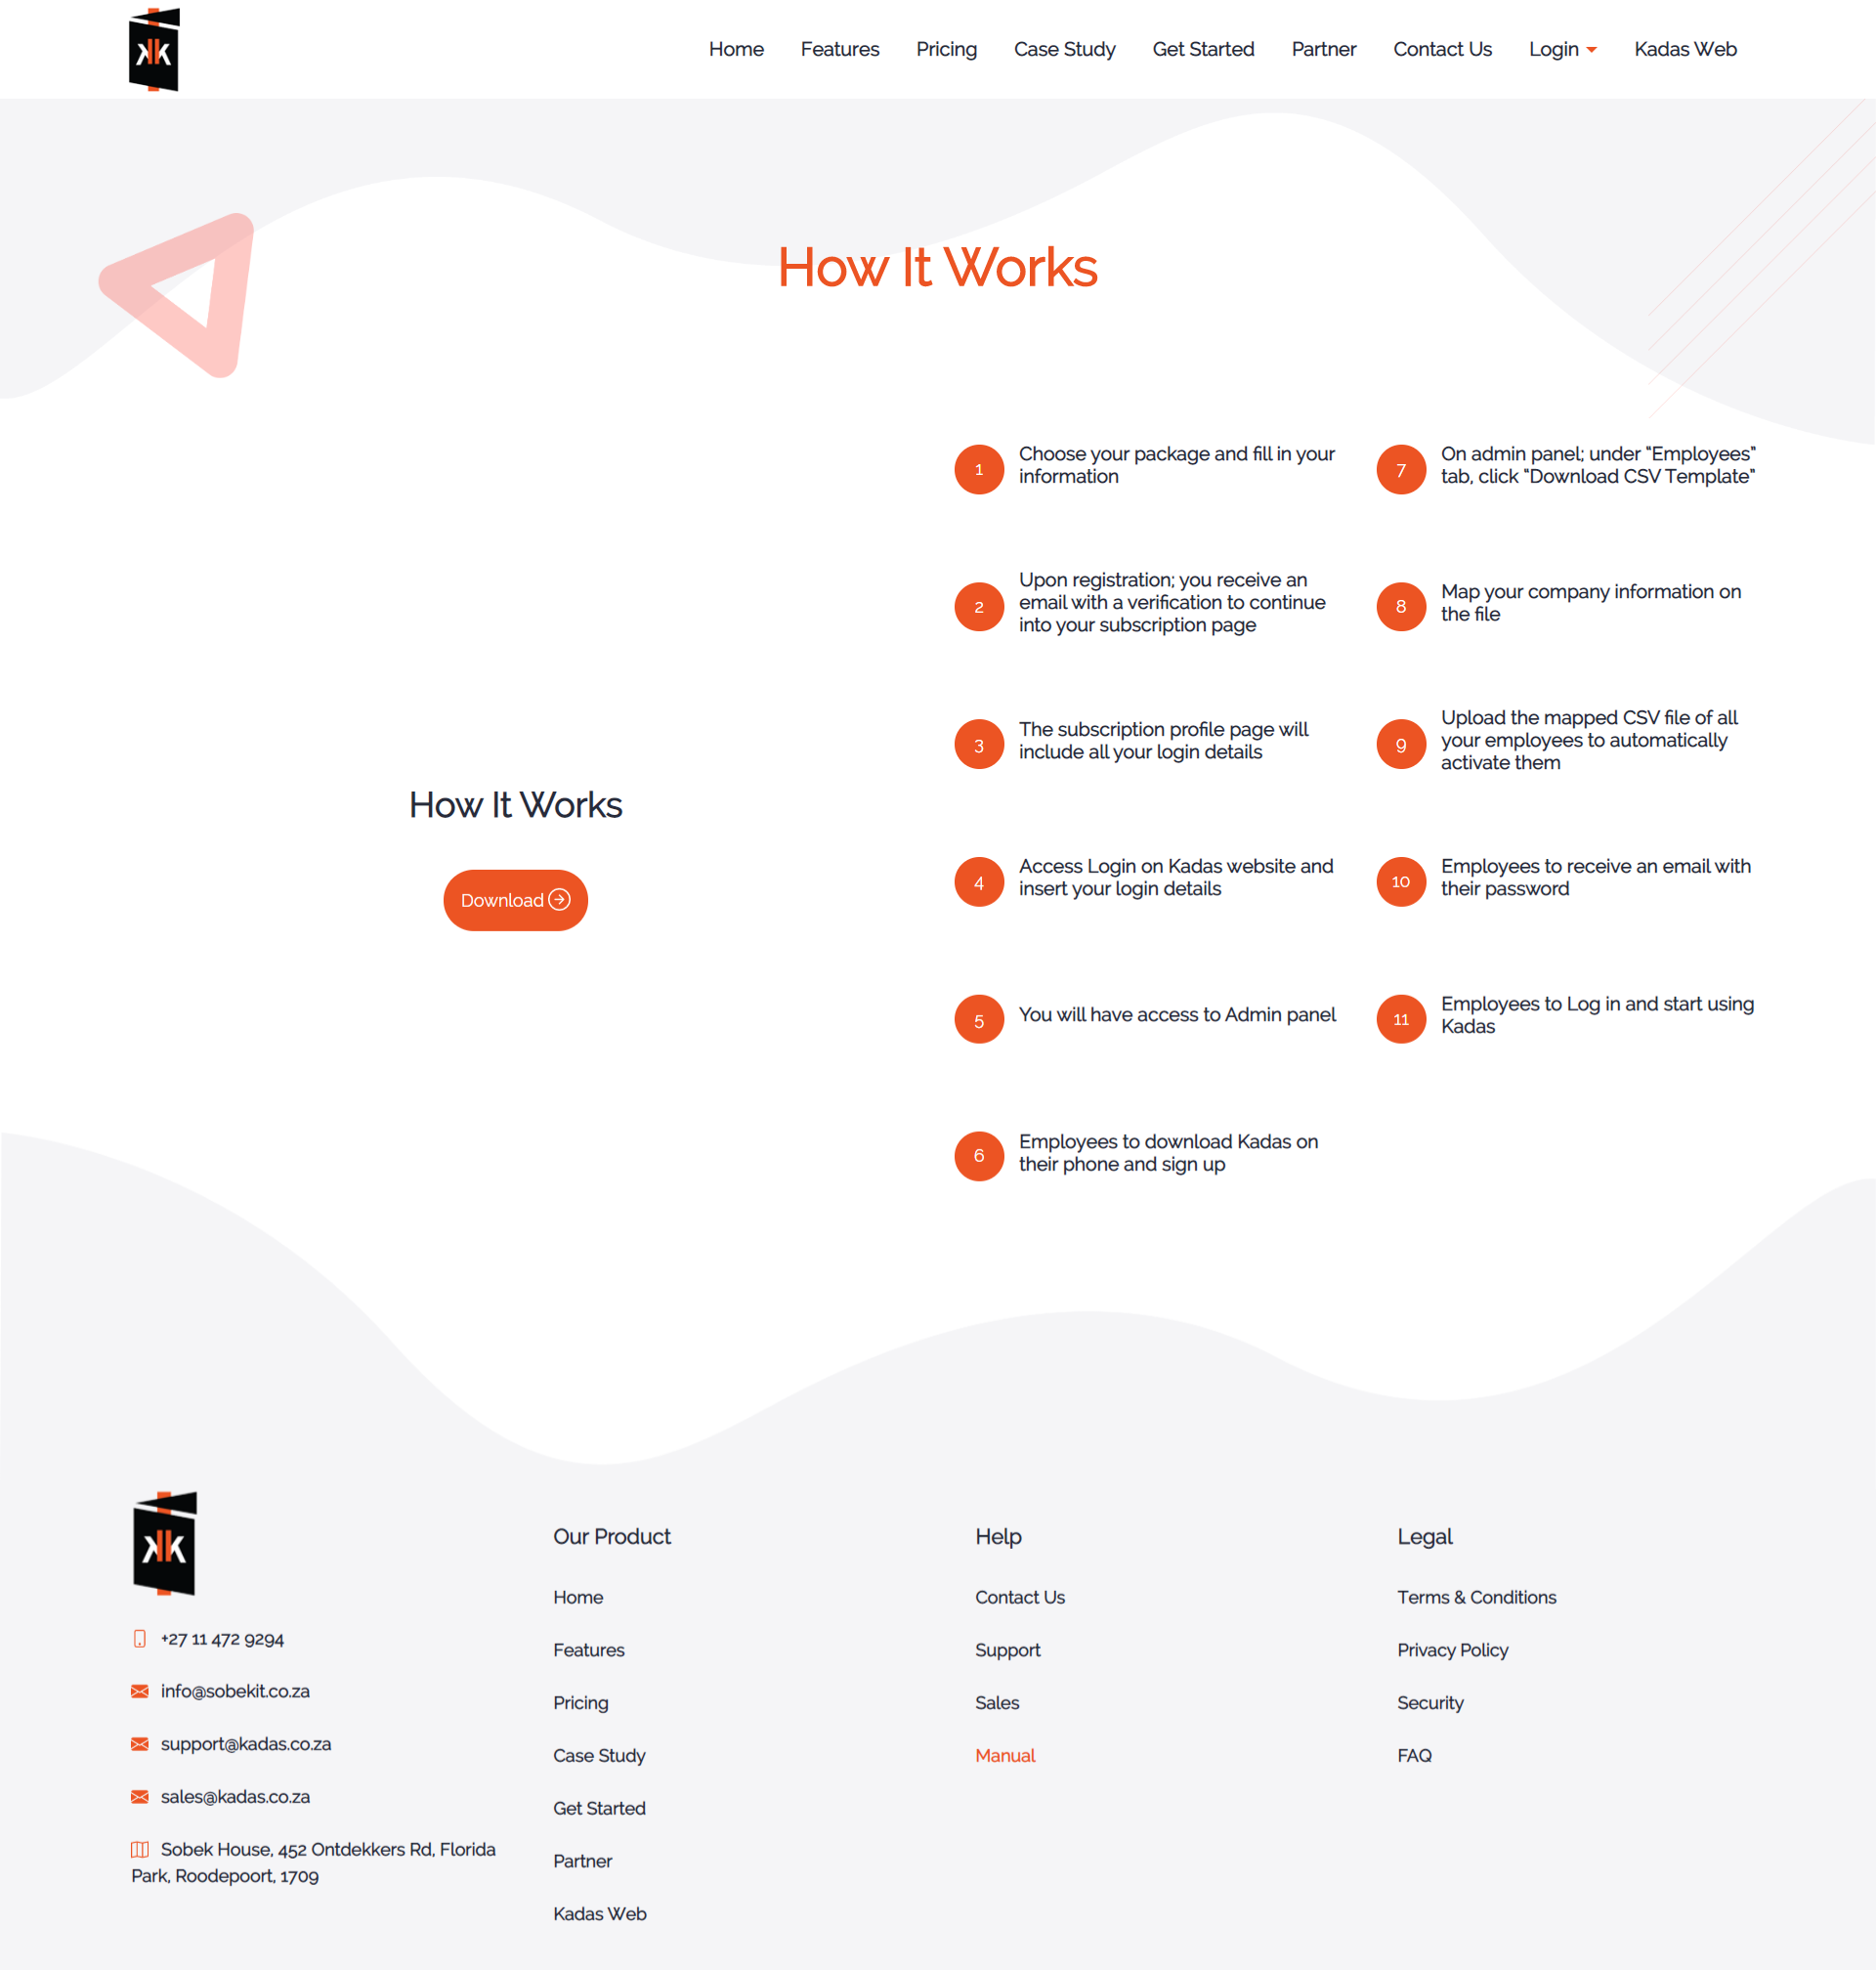 Home Features Pricing Case Study Get Started Partner Contact Us Login Kadas Web
How It Works
How It Works
Download
1
Choose your package and fill in your
information
2
Upon registration; you receive an
email with a verification to continue
into your subscription page
3
The subscription profile page will
include all your login details
4
Access Login on Kadas website and
insert your login details
5
You will have access to Admin panel
6
Employees to download Kadas on
their phone and sign up
7
On admin panel; under “Employees”
tab, click “Download CSV Template”
8
Map your company information on
the file
9
Upload the mapped CSV file of all
your employees to automatically
activate them
10
Employees to receive an email with
their password
11
Employees to Log in and start using
Kadas
+27 11 472 9294
info@sobekit.co.za
support@kadas.co.za
sales@kadas.co.za
Sobek House, 452 Ontdekkers Rd, Florida
Park, Roodepoort, 1709
Our Product
Home
Features
Pricing
Case Study
Get Started
Partner
Kadas Web
Help
Contact Us
Support
Sales
Manual
Legal
Terms & Conditions
Privacy Policy
Security
FAQ